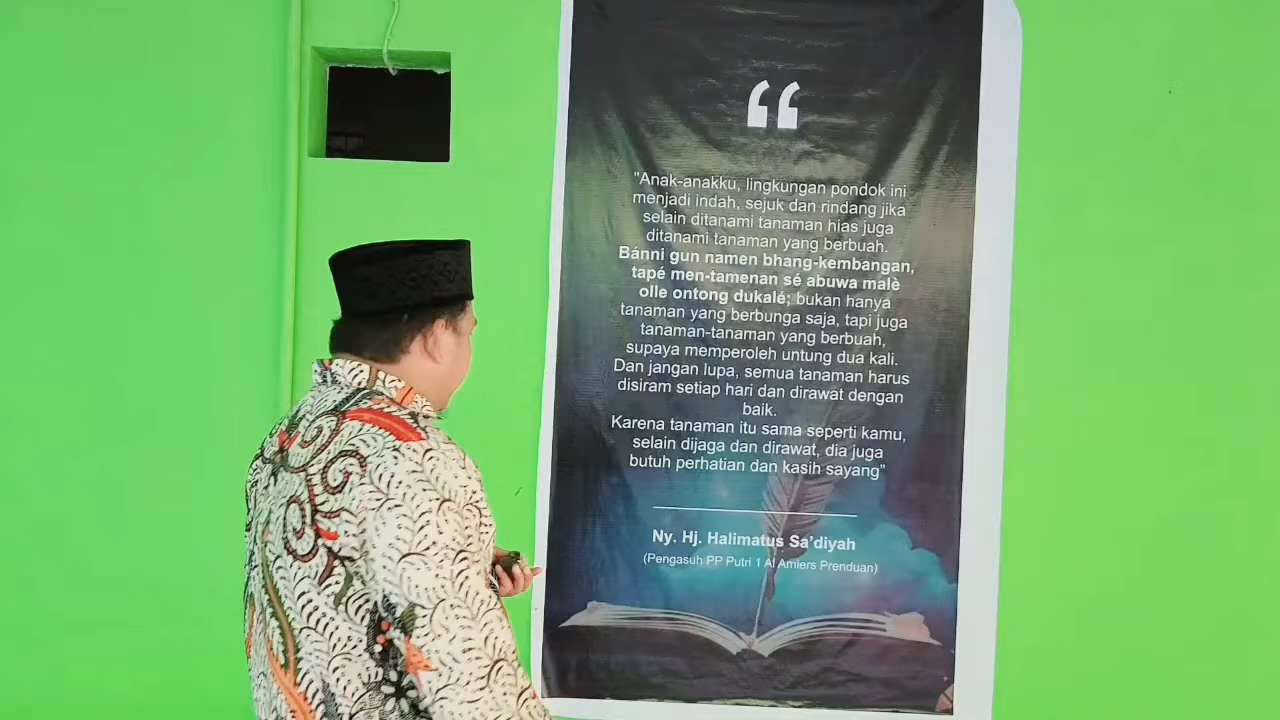 “
"Anak-anakku, lingkungan pondok ini
menjadi indah, sejuk dan rindang jika
selain ditanami tanaman hias juga
ditanami tanaman yang berbuah.
Bánni gun namen bhang-kembangan,
tapé men-tamenan sé abuwa malè
olle ontong dukalé; bukan hanya
tanaman yang berbunga saja, tapi juga
tanaman-tanaman yang berbuah,
supaya memperoleh untung dua kali.
Dan jangan lupa, semua tanaman harus
disiram setiap hari dan dirawat dengan
baik.
Karena tanaman itu sama seperti kamu,
selain dijaga dan dirawat, dia juga
butuh perhatian dan kasih sayang"
Ny. Hj. Halimatus Sa'diyah
(Pengasuh PP Putri 1 Al Amiers Prenduan)